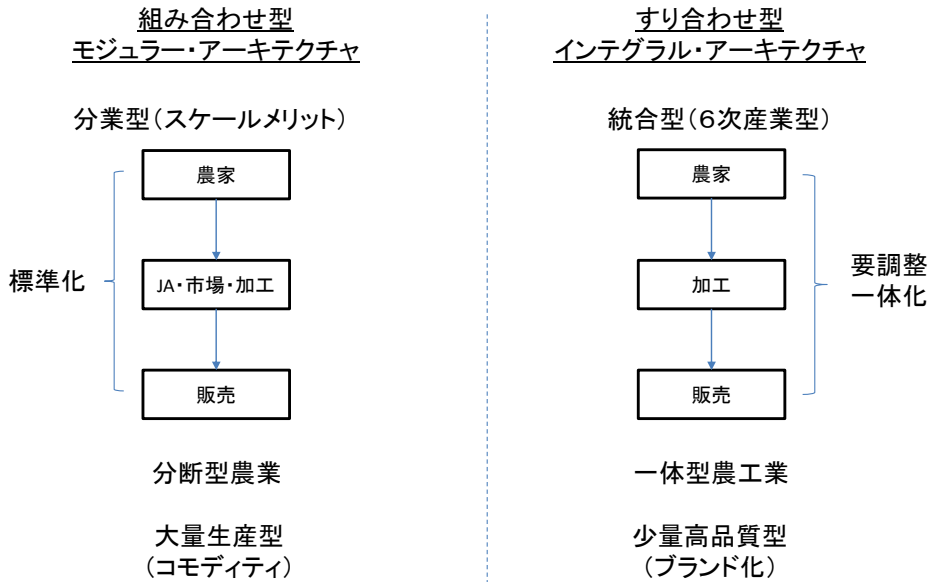 組み合わせ型
モジュラー・アーキテクチャ
分業型(スケールメリット)
農家
標準化
JA・市場・加工
販売
分断型農業
大量生産型
(コモディティ)
すり合わせ型
インテグラル・アーキテクチャ
統合型(6次産業型)
農家
加工
要調整
一体化
販売
一体型農工業
少量高品質型
(ブランド化)